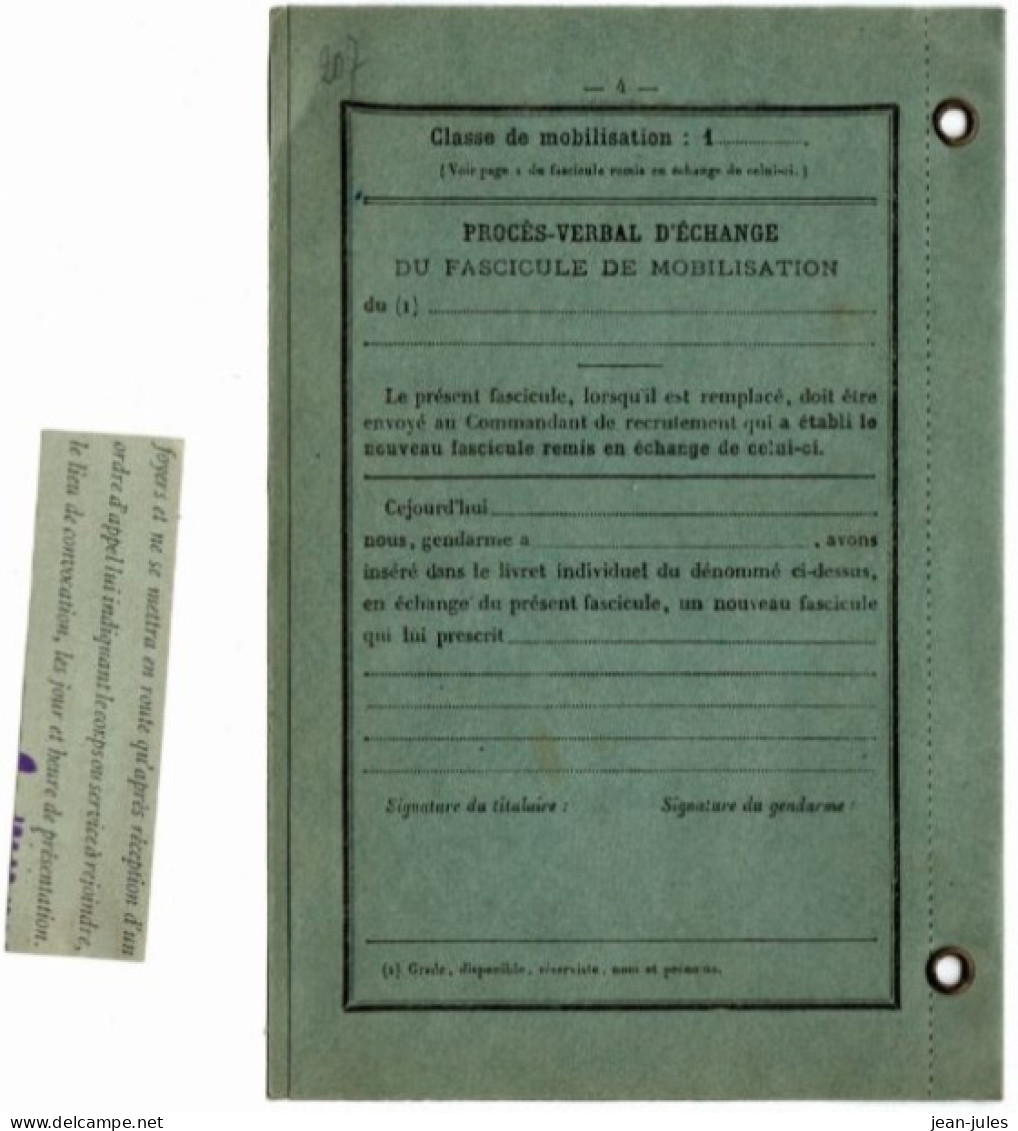 207
— 4 —
Classe de mobilisation : 1 .
(Voir page 1 du fascicule remis en échange de celui-ci.)
PROCÈS-VERBAL D'ÉCHANGE
DU FASCICULE DE MOBILISATION
du (1)
Le présent fascicule, lorsqu'il est remplacé, doit être
envoyé au Commandant de recrutement qui a établi le
nouveau fascicule remis en échange de celui-ci.
Cejourd'hui
nous, gendarme a , avons
inséré dans le livret individuel du dénommé ci-dessus,
en échange du présent fascicule, un nouveau fascicule
qui lui prescrit
Signature du titulaire : Signature du gendarme :
(1) Grade, disponible, réserviste, nom et prénoms.
foyers et ne se mettra en route qu'après réception d'un
ordre d'appel lui indiquant le corps ou service à rejoindre,
le lieu de convocation, les jour et heure de présentation.
www.delcampe.net
jean-jules